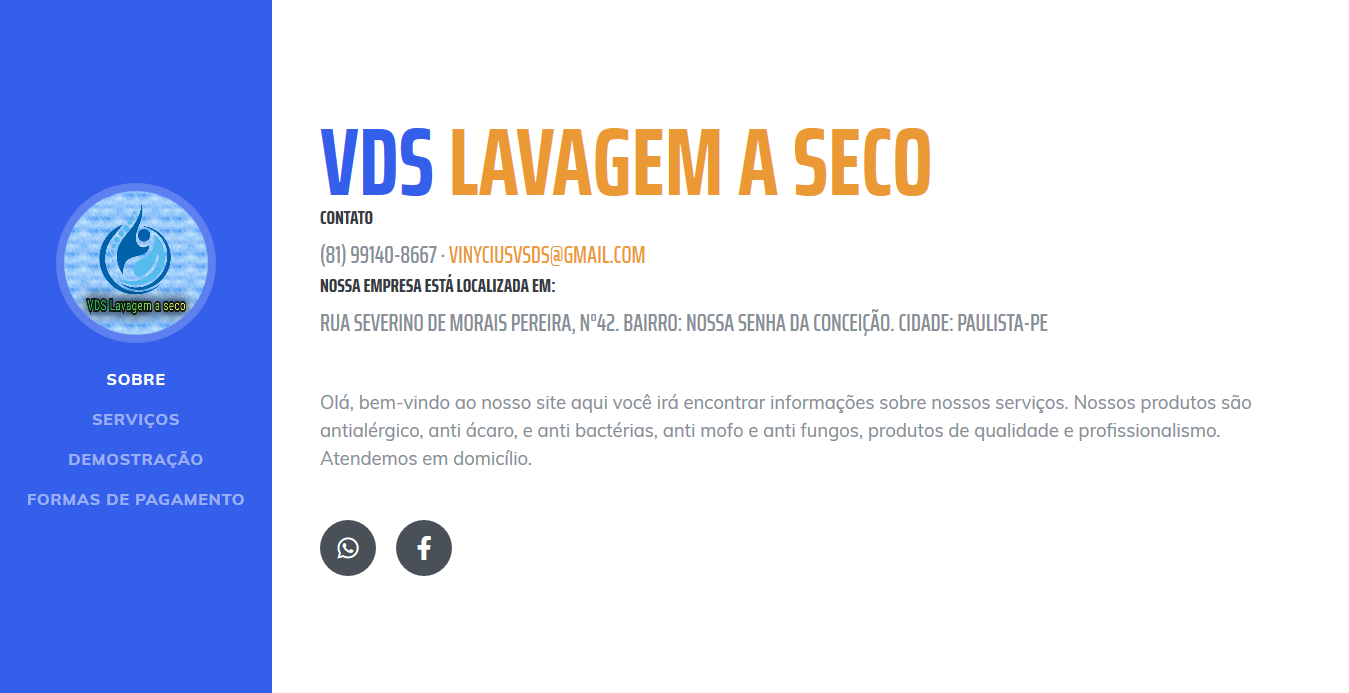 VDS Lavagem a seco
SOBRE
SERVIÇOS
DEMOSTRAÇÃO
FORMAS DE PAGAMENTO
VDS LAVAGEM A SECO
CONTATO
(81) 99140-8667 · VINYCIUSVSDS@GMAIL.COM
NOSSA EMPRESA ESTÁ LOCALIZADA EM:
RUA SEVERINO DE MORAIS PEREIRA, Nº42. BAIRRO: NOSSA SENHA DA CONCEIÇÃO. CIDADE: PAULISTA-PE
Olá, bem-vindo ao nosso site aqui você irá encontrar informações sobre nossos serviços. Nossos produtos são
antialérgico, anti ácaro, e anti bactérias, anti mofo e anti fungos, produtos de qualidade e profissionalismo.
Atendemos em domicílio.